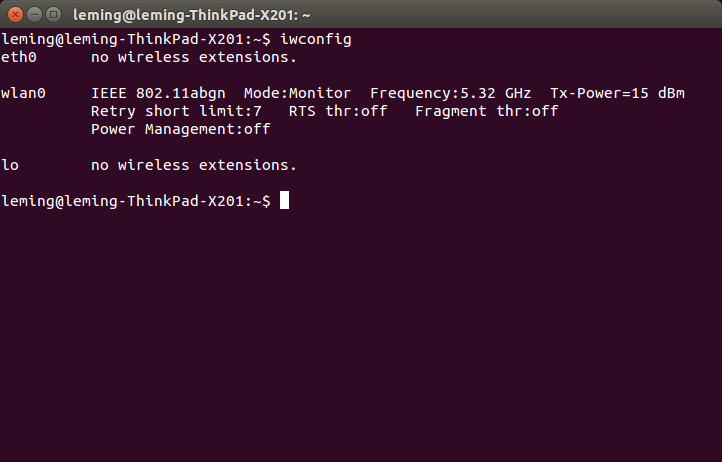 leming@leming-ThinkPad-X201: ~
leming@leming-ThinkPad-X201:~$ iwconfig
eth0      no wireless extensions.
wlan0     IEEE 802.11abgn  Mode:Monitor  Frequency:5.32 GHz  Tx-Power=15 dBm
          Retry short limit:7   RTS thr:off   Fragment thr:off
          Power Management:off
lo        no wireless extensions.
leming@leming-ThinkPad-X201:~$